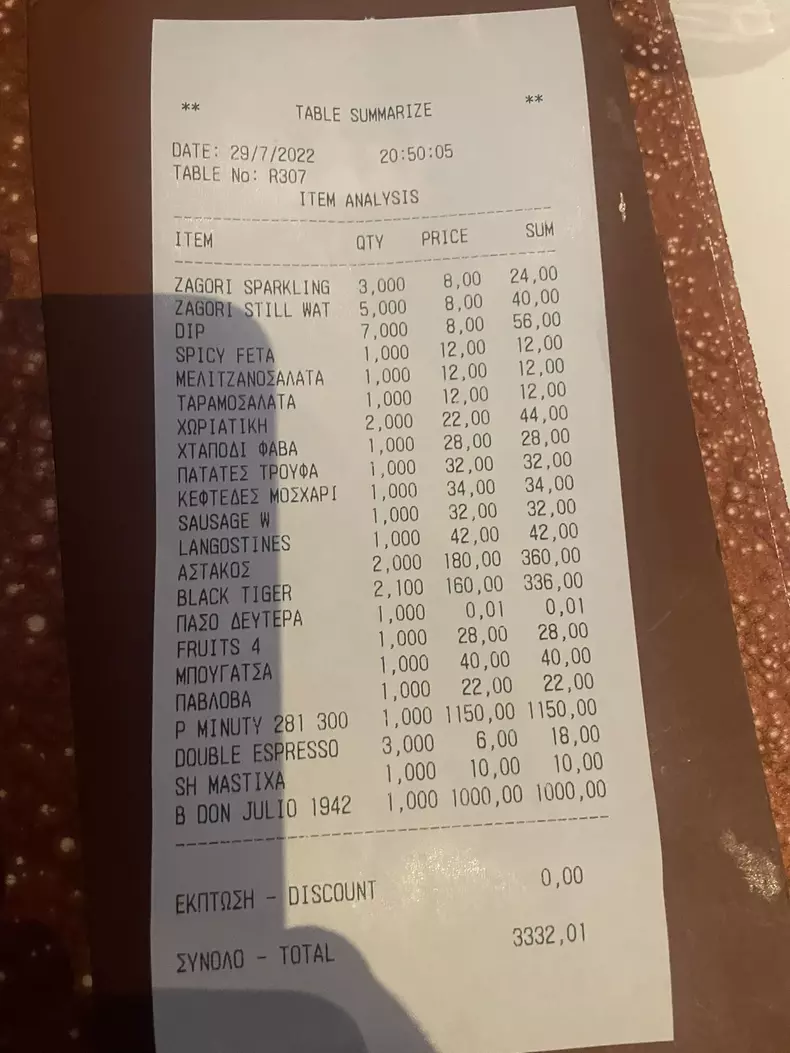 ** TABLE SUMMARIZE **
DATE: 29/7/2022 20:50:05
TABLE No: R307
ITEM ANALYSIS
ITEM QTY PRICE SUM
ZAGORI SPARKLING 3,000 8,00 24,00
ZAGORI STILL WAT 5,000 8,00 40,00
DIP 7,000 8,00 56,00
SPICY FETA 1,000 12,00 12,00
ΜΕΛΙΤΖΑΝΟΣΑΛΑΤΑ 1,000 12,00 12,00
ΤΑΡΑΜΟΣΑΛΑΤΑ 1,000 12,00 12,00
ΧΩΡΙΑΤΙΚΗ 2,000 22,00 44,00
ΧΤΑΠΟΔΙ ΦΑΒΑ 1,000 28,00 28,00
ΠΑΤΑΤΕΣ ΤΡΟΥΦΑ 1,000 32,00 32,00
ΚΕΦΤΕΔΕΣ ΜΟΣΧΑΡΙ 1,000 34,00 34,00
SAUSAGE W 1,000 32,00 32,00
LANGOSTINES 1,000 42,00 42,00
ΑΣΤΑΚΟΣ 2,000 180,00 360,00
BLACK TIGER 2,100 160,00 336,00
ΠΑΣΟ ΔΕΥΤΕΡΑ 1,000 0,01 0,01
FRUITS 4 1,000 28,00 28,00
ΜΠΟΥΓΑΤΣΑ 1,000 40,00 40,00
ΠΑΒΛΟΒΑ 1,000 22,00 22,00
P MINUTY 281 300 1,000 1150,00 1150,00
DOUBLE ESPRESSO 3,000 6,00 18,00
SH MASTIXA 1,000 10,00 10,00
B DON JULIO 1942 1,000 1000,00 1000,00
ΕΚΠΤΩΣΗ - DISCOUNT 0,00
ΣΥΝΟΛΟ - TOTAL 3332,01